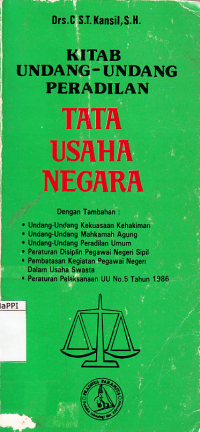 Drs. C.S.T. Kansil, S.H.
KITAB
UNDANG-UNDANG
PERADILAN
TATA
USAHA
NEGARA
Dengan Tambahan :
• Undang-Undang Kekuasaan Kehakiman
• Undang-Undang Mahkamah Agung
• Undang-Undang Peradilan Umum
• Peraturan Disiplin Pegawai Negeri Sipil
• Pembatasan Kegiatan Pegawai Negeri
Dalam Usaha Swasta
• Peraturan Pelaksanaan UU No.5 Tahun 1986
MaPPI